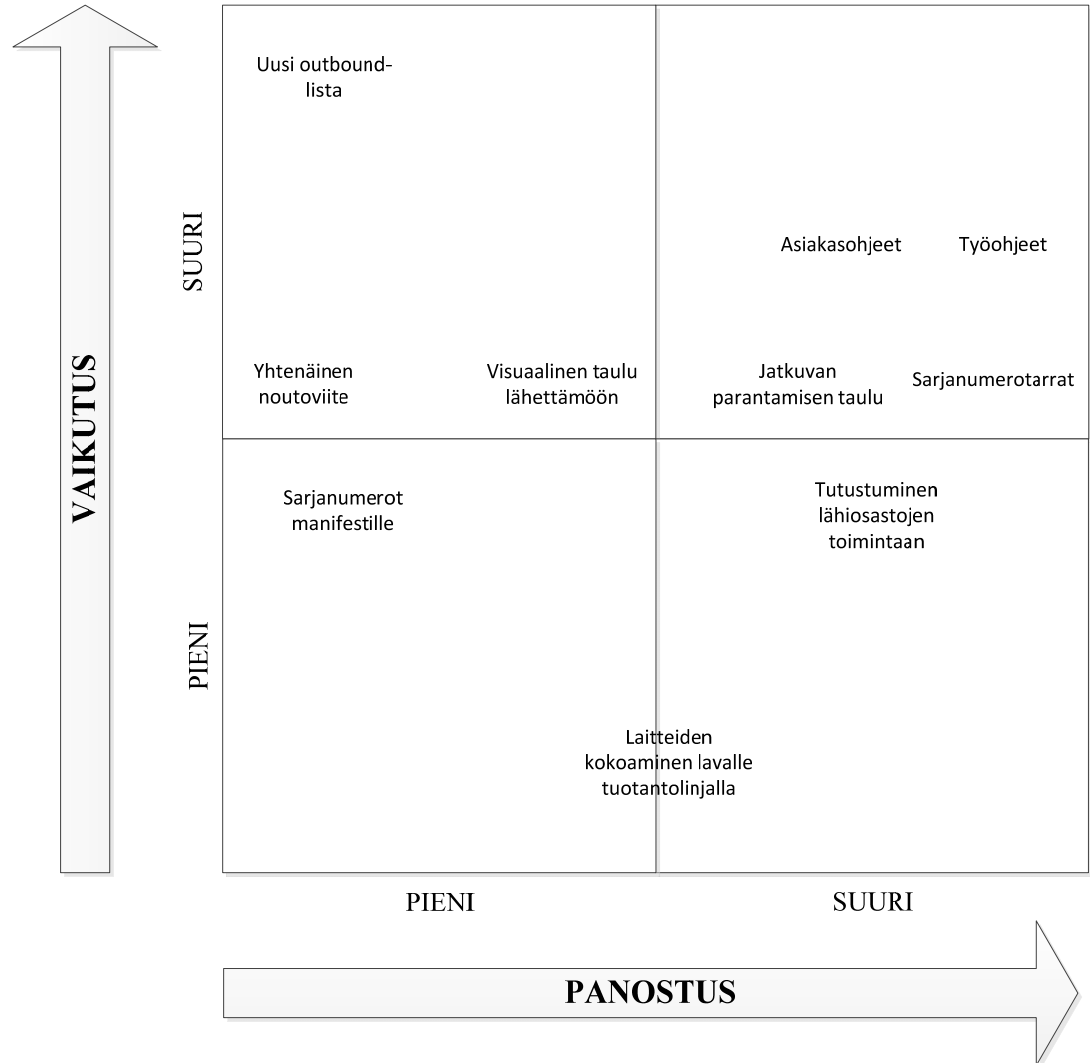 Uusi outbound-
lista
SUURI
Asiakasohjeet
Työohjeet
Yhtenäinen
noutoviite
Visuaalinen taulu
lähettämöön
Jatkuvan
parantamisen taulu
Sarjanumerotarrat
VAIKUTUS
Sarjanumerot
manifestille
Tutustuminen
lähiosastojen
toimintaan
PIENI
Laitteiden
kokoaminen lavalle
tuotantolinjalla
PIENI
SUURI
PANOSTUS